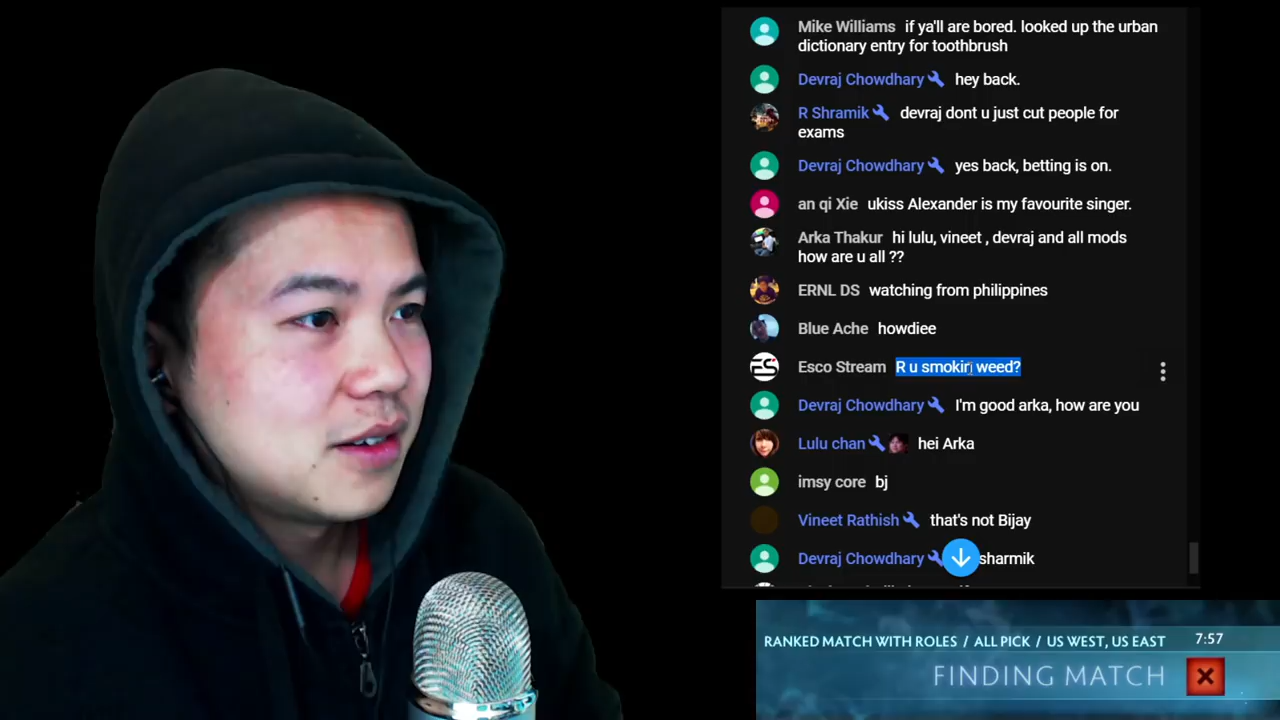 Mike Williams if ya'll are bored. looked up the urban
dictionary entry for toothbrush
Devraj Chowdhary hey back.
R Shramik devraj dont u just cut people for
exams
Devraj Chowdhary yes back, betting is on.
an qi Xie ukiss Alexander is my favourite singer.
Arka Thakur hi lulu, vineet , devraj and all mods
how are u all ??
ERNL DS watching from philippines
Blue Ache howdiee
ES Esco Stream R u smokin weed?
Devraj Chowdhary I'm good arka, how are you
Lulu chan hei Arka
imsy core bj
Vineet Rathish that's not Bijay
Devraj Chowdhary sharmik
RANKED MATCH WITH ROLES / ALL PICK / US WEST, US EAST 7:57
FINDING MATCH